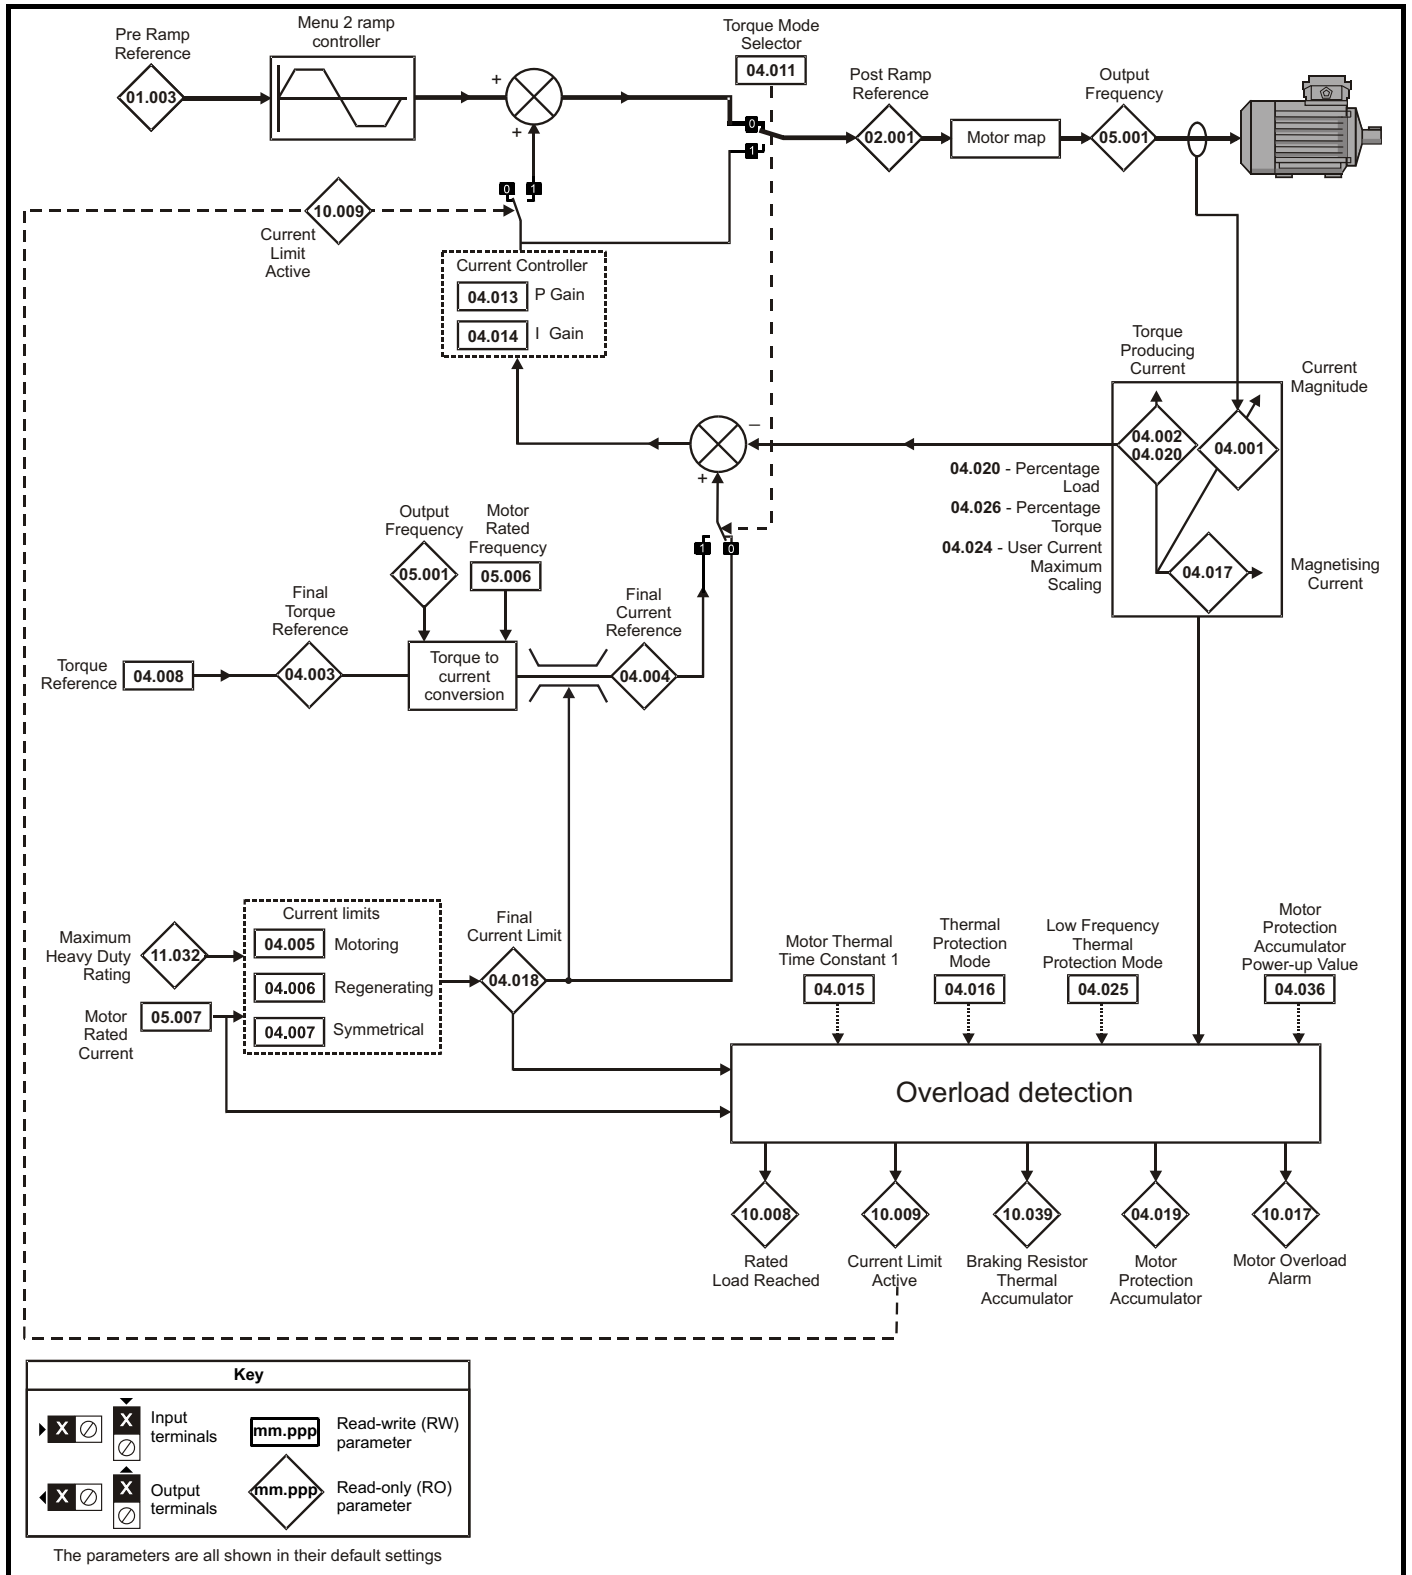 Pre Ramp
Reference
01.003
Menu 2 ramp
controller
+
+
Torque Mode
Selector
04.011
0
1
Post Ramp
Reference
02.001
Motor map
Output
Frequency
05.001
0
1
10.009
Current
Limit
Active
Current Controller
04.013 P Gain
04.014 I Gain
Torque
Producing
Current
Current
Magnitude
04.002
04.020
04.001
04.017
Magnetising
Current
–
+
04.020 - Percentage
Load
04.026 - Percentage
Torque
04.024 - User Current
Maximum
Scaling
1
0
Output
Frequency
05.001
Motor
Rated
Frequency
05.006
Final
Torque
Reference
04.003
Final
Current
Reference
04.004
Torque
Reference
04.008
Torque to
current
conversion
Maximum
Heavy Duty
Rating
11.032
Motor
Rated
Current
05.007
Current limits
04.005 Motoring
04.006 Regenerating
04.007 Symmetrical
Final
Current Limit
04.018
Motor Thermal
Time Constant 1
04.015
Thermal
Protection
Mode
04.016
Low Frequency
Thermal
Protection Mode
04.025
Motor
Protection
Accumulator
Power-up Value
04.036
Overload detection
10.008
Rated
Load Reached
10.009
Current Limit
Active
10.039
Braking Resistor
Thermal
Accumulator
04.019
Motor
Protection
Accumulator
10.017
Motor Overload
Alarm
Key
X
X
Input
terminals
mm.ppp
Read-write (RW)
parameter
X
X
Output
terminals
mm.ppp
Read-only (RO)
parameter
The parameters are all shown in their default settings